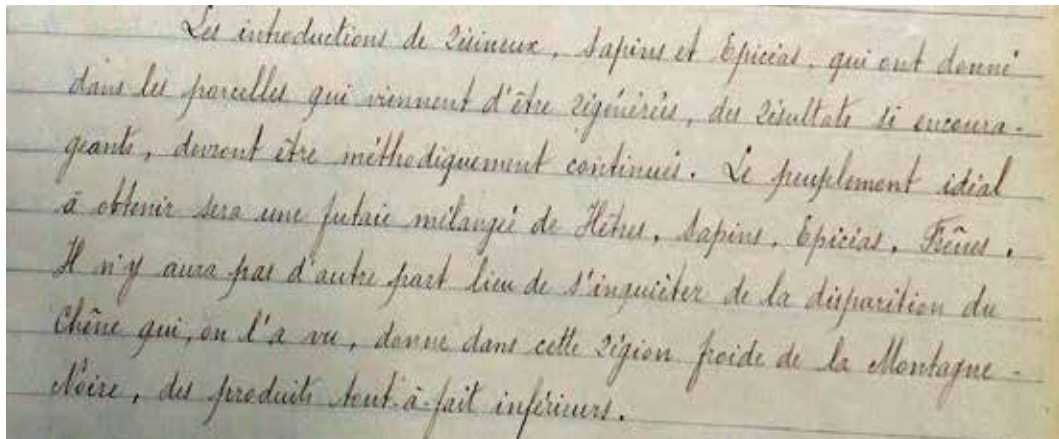 Les introductions de résineux, Sapins et Epicéas, qui ont donné
dans les parcelles qui viennent d'être régénérées, des résultats si encoura-
geants, devront être méthodiquement continués. Le peuplement idéal
à obtenir sera une futaie mélangée de Hêtres, Sapins, Epicéas, Frênes.
Il n'y aura pas d'autre part lieu de s'inquiéter de la disparition du
Chêne qui, on l'a vu, donne dans cette région froide de la Montagne-
Noire, des produits tout-à-fait inférieurs.